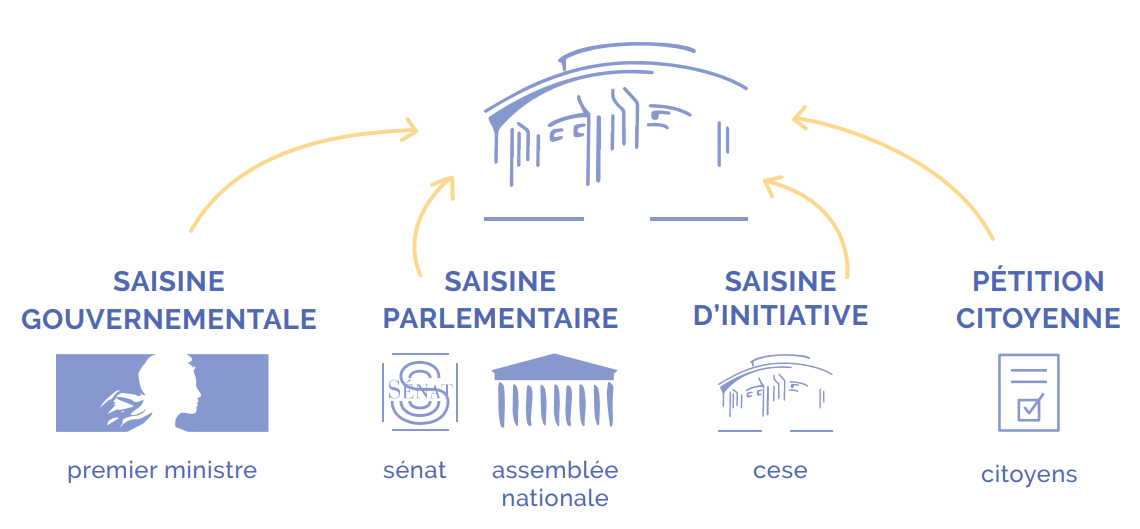 SAISINE
GOUVERNEMENTALE
SAISINE
PARLEMENTAIRE
SAISINE
D'INITIATIVE
PÉTITION
CITOYENNE
SÉNAT
premier ministre
sénat
assemblée
nationale
cese
citoyens